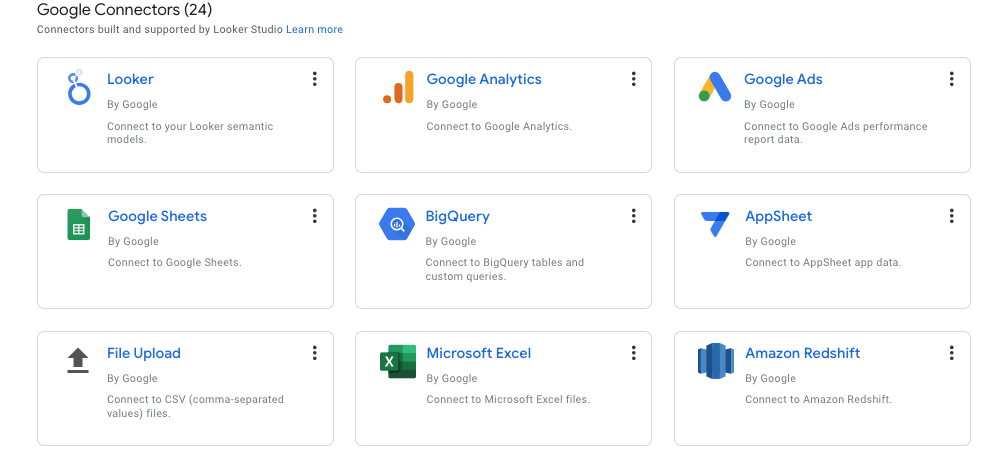 Google Connectors (24)
Connectors built and supported by Looker Studio Learn more
Looker
By Google
Connect to your Looker semantic
models.
Google Analytics
By Google
Connect to Google Analytics.
Google Ads
By Google
Connect to Google Ads performance
report data.
Google Sheets
By Google
Connect to Google Sheets.
BigQuery
By Google
Connect to BigQuery tables and
custom queries.
AppSheet
By Google
Connect to AppSheet app data.
File Upload
By Google
Connect to CSV (comma-separated
values) files.
X
Microsoft Excel
By Google
Connect to Microsoft Excel files.
Amazon Redshift
By Google
Connect to Amazon Redshift.